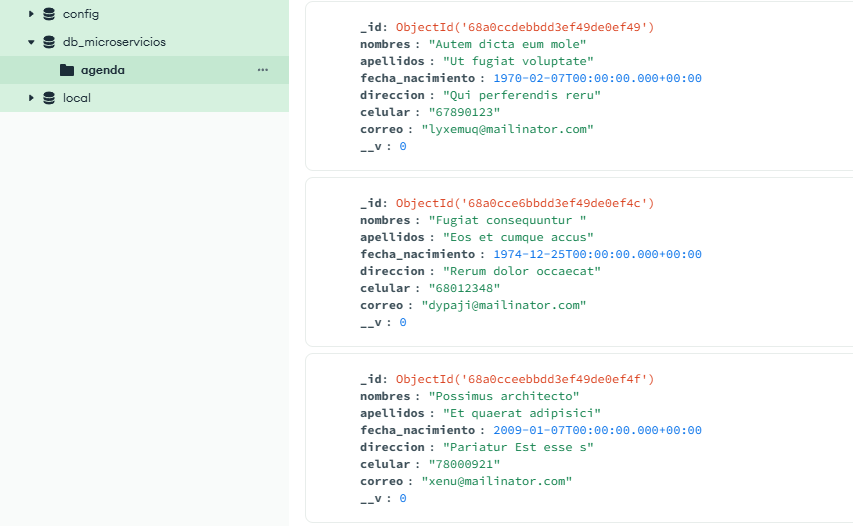 config
db_microservicios
agenda
local
_id: ObjectId('68a0ccdebbdd3ef49de0ef49')
nombres : "Autem dicta eum mole"
apellidos : "Ut fugiat voluptate"
fecha_nacimiento : 1970-02-07T00:00:00.000+00:00
direccion : "Qui perferendis reru"
celular : "67890123"
correo : "lyxemuq@mailinator.com"
__v : 0
_id: ObjectId('68a0cce6bbdd3ef49de0ef4c')
nombres : "Fugiat consequuntur "
apellidos : "Eos et cumque accus"
fecha_nacimiento : 1974-12-25T00:00:00.000+00:00
direccion : "Rerum dolor occaecat"
celular : "68012348"
correo : "dypaji@mailinator.com"
__v : 0
_id: ObjectId('68a0cceebbdd3ef49de0ef4f')
nombres : "Possimus architecto"
apellidos : "Et quaerat adipisici"
fecha_nacimiento : 2009-01-07T00:00:00.000+00:00
direccion : "Pariatur Est esse s"
celular : "78000921"
correo : "xenu@mailinator.com"
__v : 0